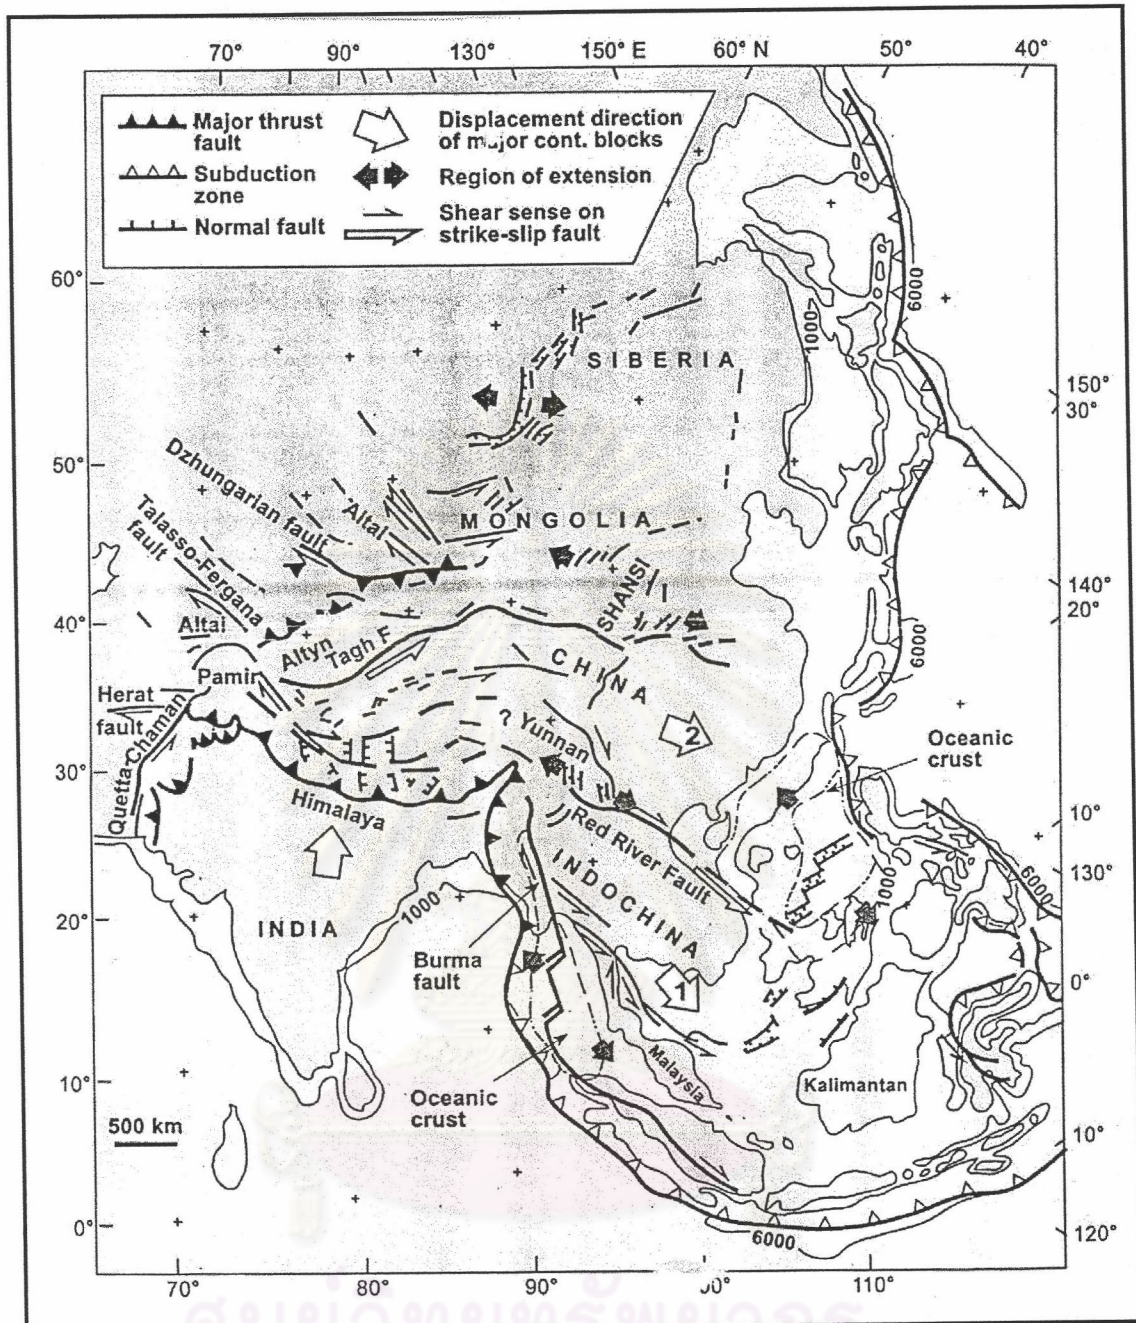 70° 90° 130° 150° E 60° N 50° 40°
Major thrust
fault
Subduction
zone
Normal fault
Displacement direction
of major cont. blocks
Region of extension
Shear sense on
strike-slip fault
60°
6000
1000
SIBERIA
150°
30°
50°
Dzhungarian fault
Altai
MONGOLIA
Talasso-Fergana
fault
SHANSI
140°
20°
40°
Altai
Altyn
Tagh F
CHINA
6000
Pamir
Herat
fault
Quetta-Chaman
? Yunnan
2
Oceanic
crust
30°
Himalaya
Red River Fault
10°
130°
6000
1000
INDOCHINA
1000
20°
INDIA
Burma
fault
1
0°
Malaysia
Kalimantan
10°
Oceanic
crust
500 km
10°
0°
6000
120°
70° 80° 90° 110°